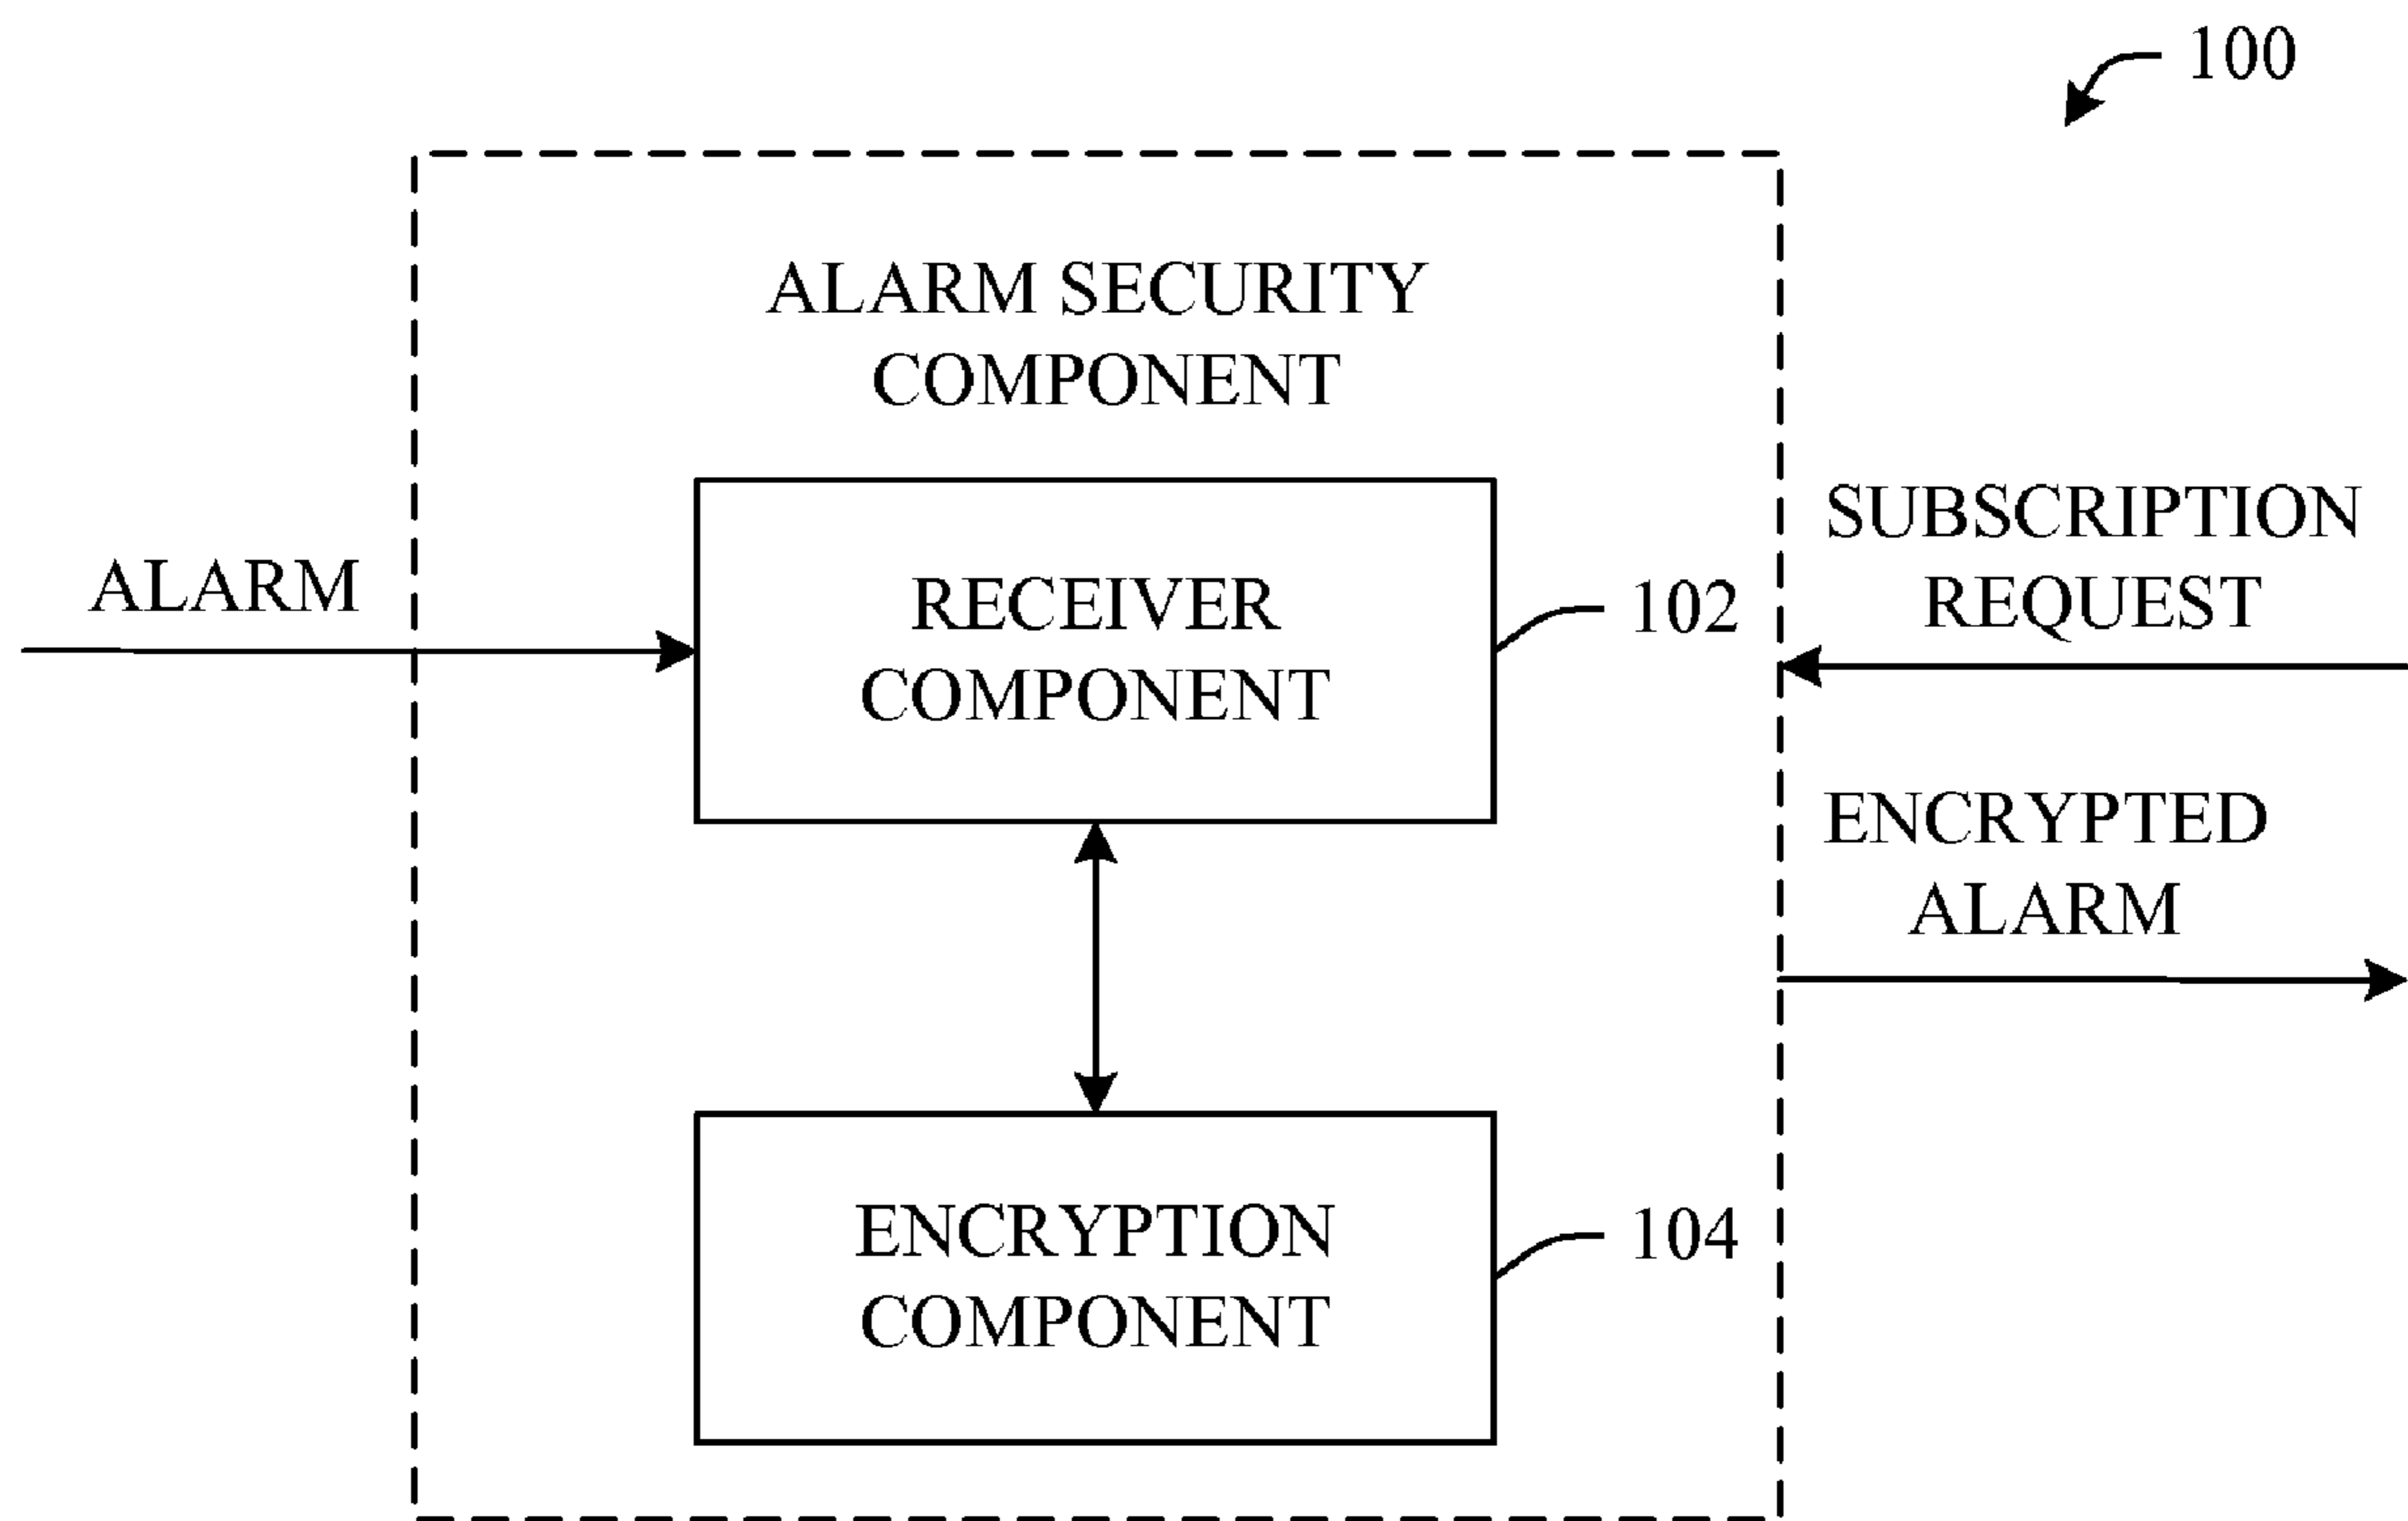 100
ALARM SECURITY
COMPONENT
ALARM
RECEIVER
COMPONENT
102
SUBSCRIPTION
REQUEST
ENCRYPTED
ALARM
ENCRYPTION
COMPONENT
104